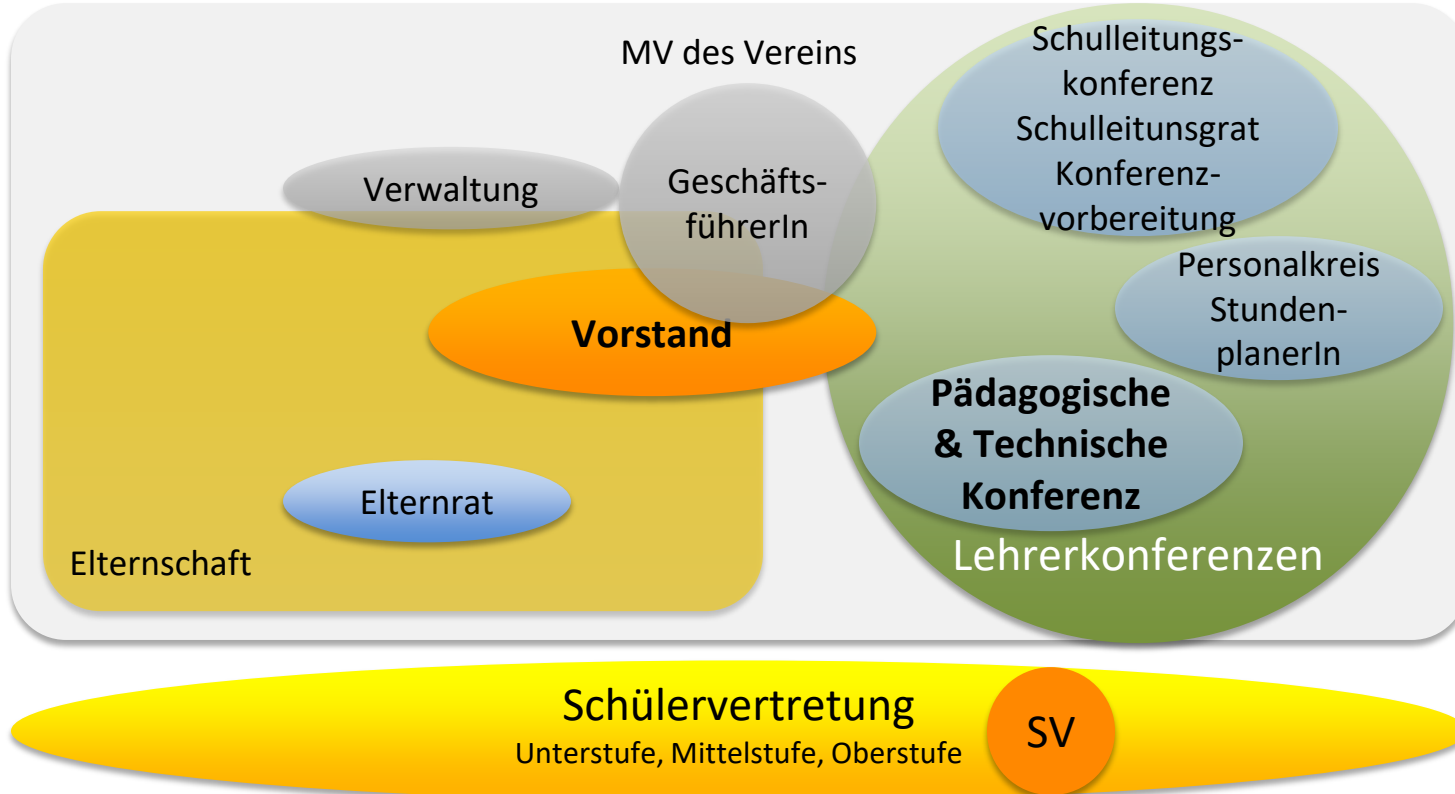 MV des Vereins
Schulleitungs-
konferenz
Schulleitunsgrat
Konferenz-
vorbereitung
Verwaltung
Geschäfts-
führerIn
Personalkreis
Stunden-
planerIn
Vorstand
Pädagogische
& Technische
Konferenz
Elternrat
Elternschaft
Lehrerkonferenzen
Schülervertretung
Unterstufe, Mittelstufe, Oberstufe
SV